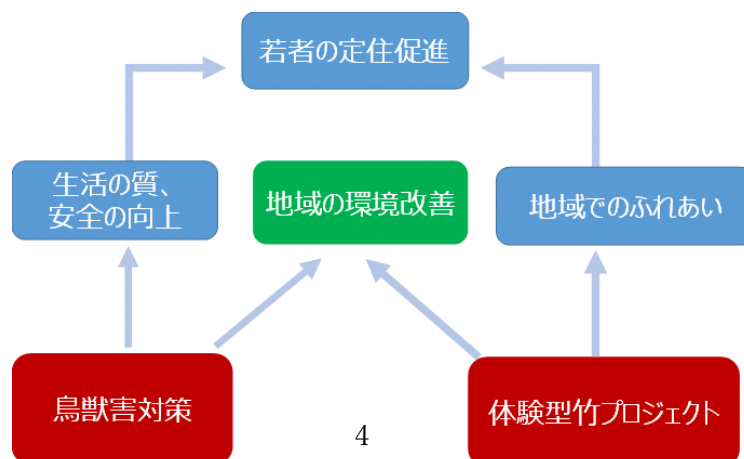 若者の定住促進
生活の質、
安全の向上
地域の環境改善
地域でのふれあい
鳥獣害対策
体験型竹プロジェクト
4